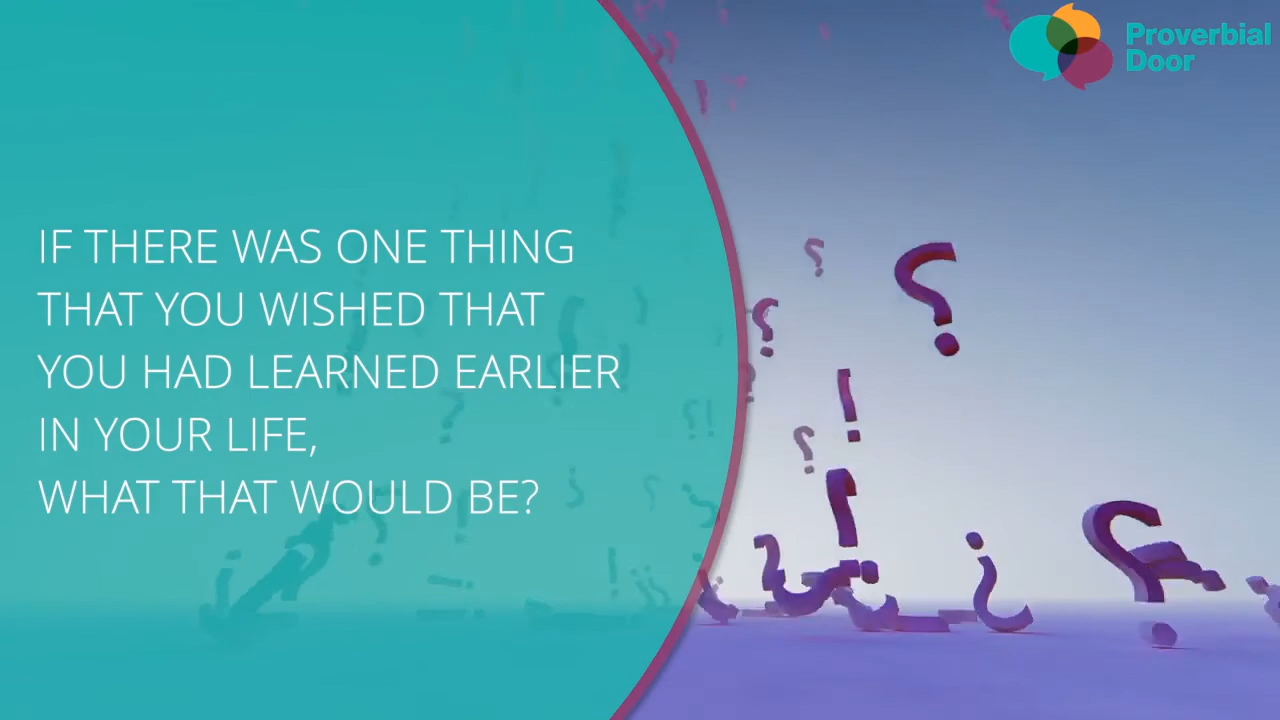 Proverbial
Door
IF THERE WAS ONE THING
THAT YOU WISHED THAT
YOU HAD LEARNED EARLIER
IN YOUR LIFE,
WHAT THAT WOULD BE?